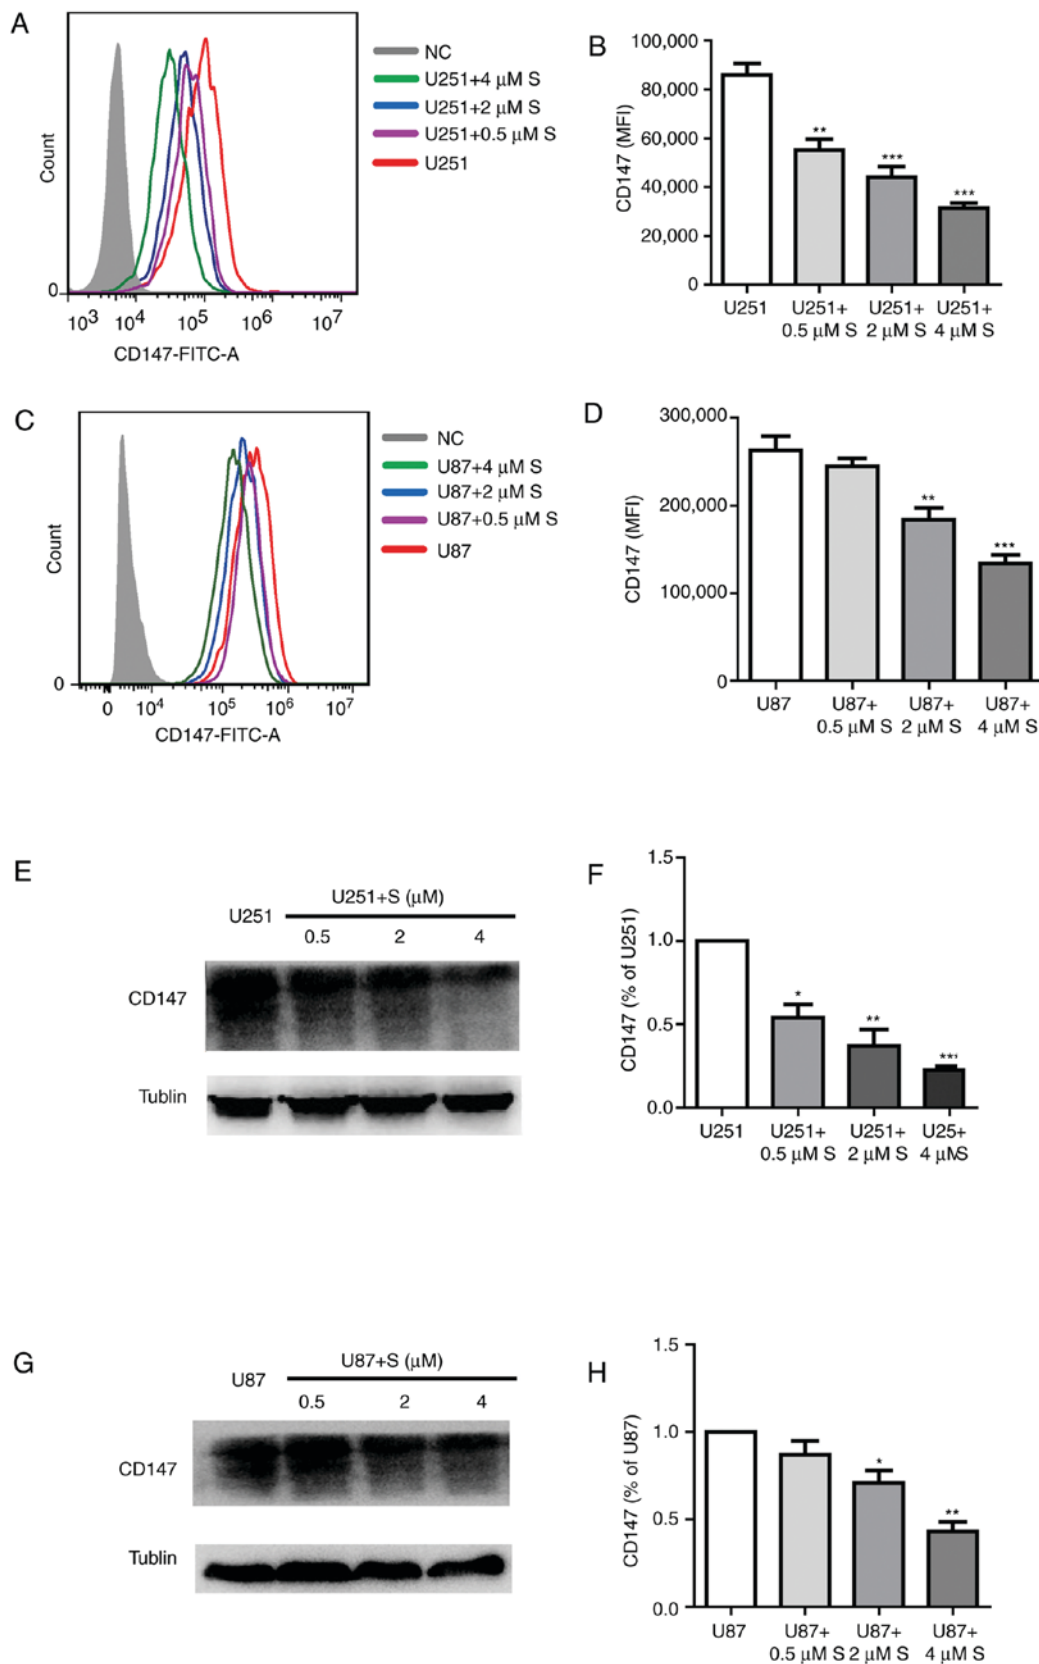 A
NC
U251+4 μM S
U251+2 μM S
U251+0.5 μM S
U251
Count
0
10³ 10⁴ 10⁵ 10⁶ 10⁷
CD147-FITC-A
B
CD147 (MFI)
100,000
80,000
60,000
40,000
20,000
0
**
***
***
U251 U251+ U251+ U251+
0.5 μM S 2 μM S 4 μM S
C
NC
U87+4 μM S
U87+2 μM S
U87+0.5 μM S
U87
Count
0
0 10⁴ 10⁵ 10⁶ 10⁷
CD147-FITC-A
D
CD147 (MFI)
300,000
200,000
100,000
0
**
***
U87 U87+ U87+ U87+
0.5 μM S 2 μM S 4 μM S
E
U251+S (μM)
U251
0.5 2 4
CD147
Tublin
F
CD147 (% of U251)
1.5
1.0
0.5
0.0
*
**
***
U251 U251+ U251+ U25+
0.5 μM S 2 μM S 4 μMS
G
U87+S (μM)
U87
0.5 2 4
CD147
Tublin
H
CD147 (% of U87)
1.5
1.0
0.5
0.0
*
**
U87 U87+ U87+ U87+
0.5 μM S 2 μM S 4 μM S